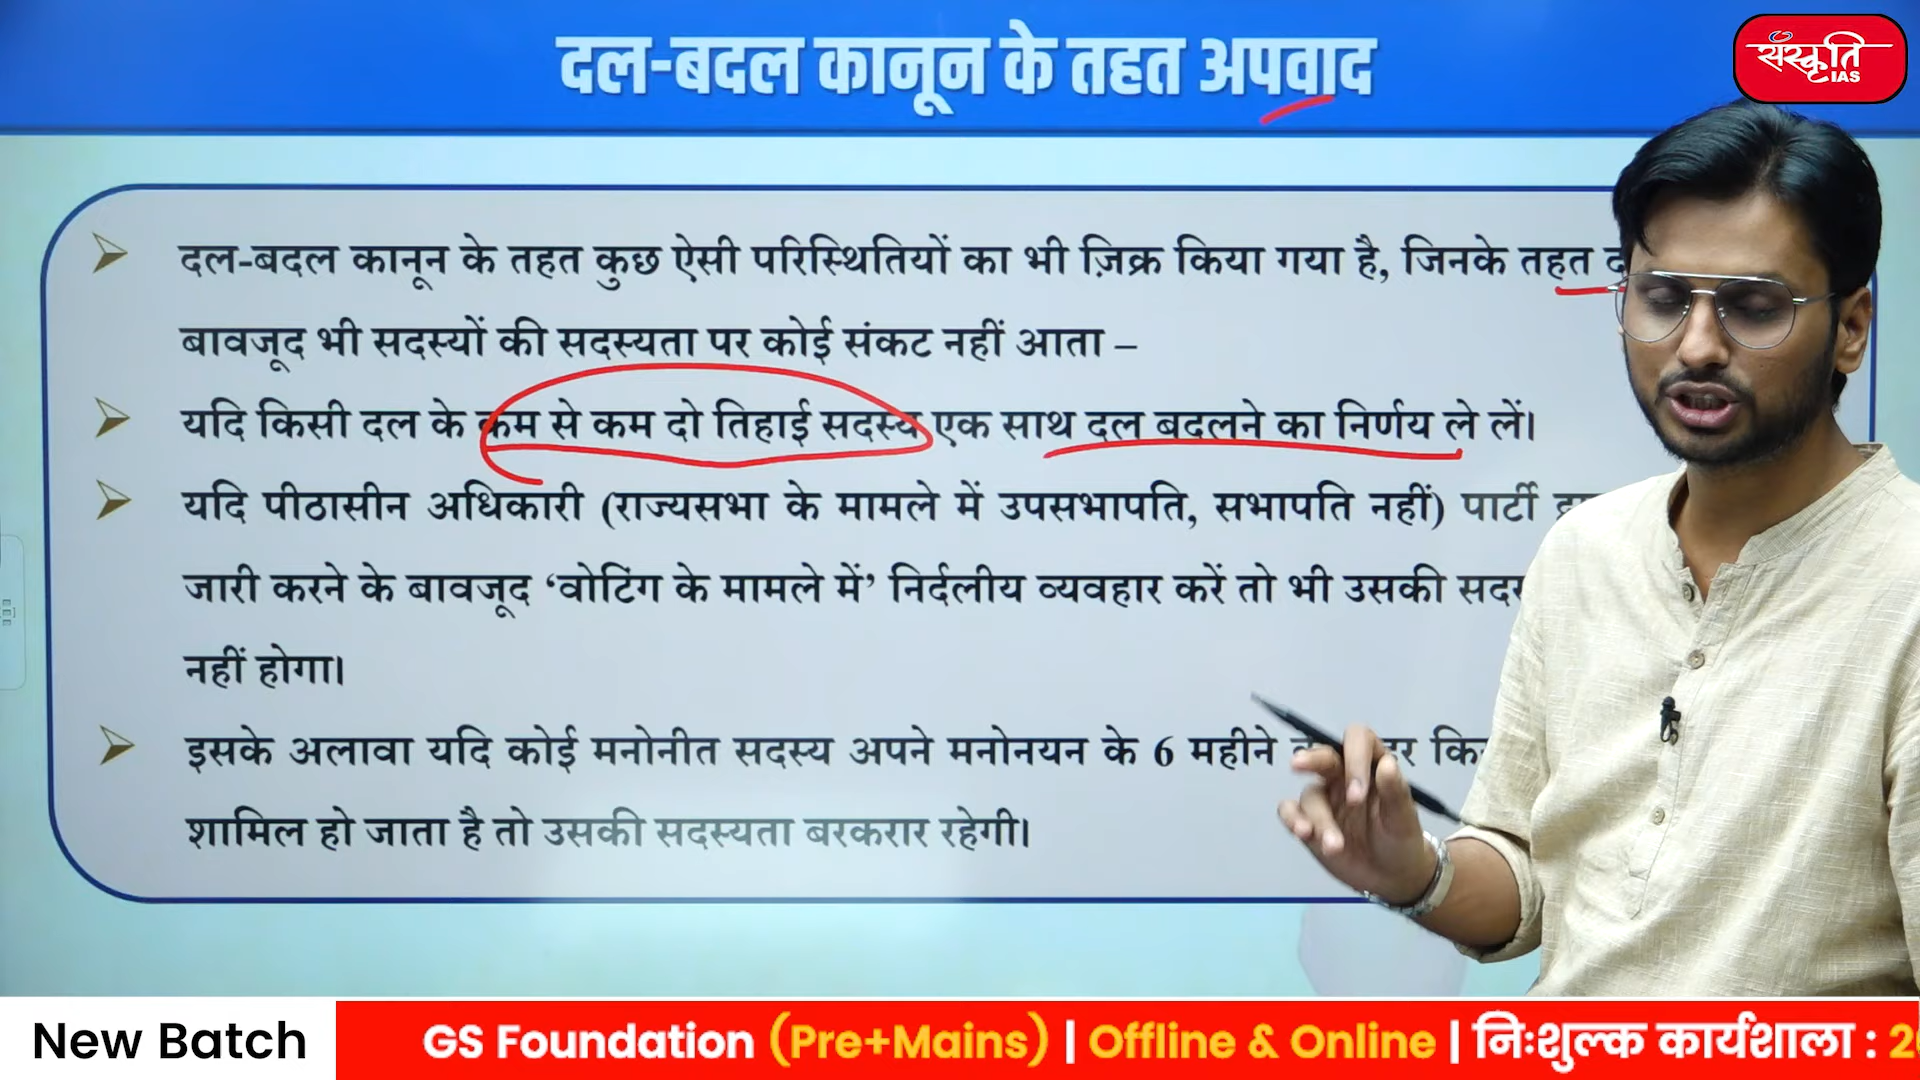 दल-बदल कानून के तहत अपवाद
संस्कृति
IAS
दल-बदल कानून के तहत कुछ ऐसी परिस्थितियों का भी ज़िक्र किया गया है, जिनके तहत
बावजूद भी सदस्यों की सदस्यता पर कोई संकट नहीं आता –
यदि किसी दल के कम से कम दो तिहाई सदस्य एक साथ दल बदलने का निर्णय ले लें।
यदि पीठासीन अधिकारी (राज्यसभा के मामले में उपसभापति, सभापति नहीं) पार्टी
जारी करने के बावजूद ‘वोटिंग के मामले में’ निर्दलीय व्यवहार करें तो भी उसकी
नहीं होगा।
इसके अलावा यदि कोई मनोनीत सदस्य अपने मनोनयन के 6 महीने
शामिल हो जाता है तो उसकी सदस्यता बरकरार रहेगी।
New Batch
GS Foundation (Pre+Mains) | Offline & Online | निःशुल्क कार्यशाला :